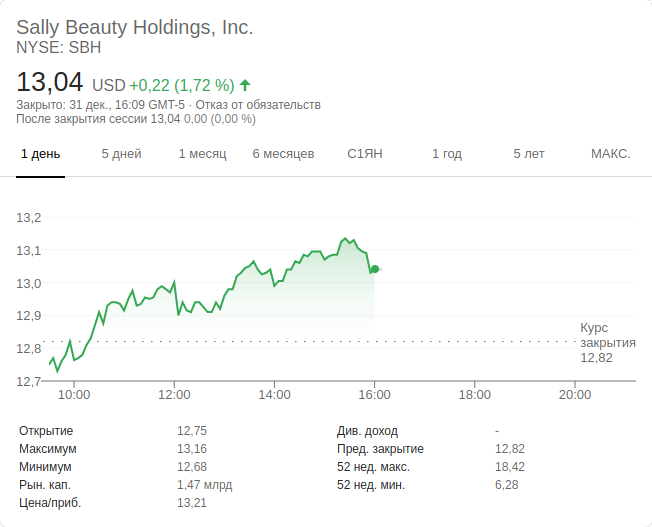 Sally Beauty Holdings, Inc.
NYSE: SBH
13,04 USD +0,22 (1,72 %)
Закрыто: 31 дек., 16:09 GMT-5 · Отказ от обязательств
После закрытия сессии 13,04 0,00 (0,00 %)
1 день 5 дней 1 месяц 6 месяцев С1ЯН 1 год 5 лет МАКС.
13,2
13,1
13,0
12,9
12,8
12,7
Курс
закрытия
12,82
10:00 12:00 14:00 16:00 18:00 20:00
Открытие 12,75
Максимум 13,16
Минимум 12,68
Рын. кап. 1,47 млрд
Цена/приб. 13,21
Див. доход -
Пред. закрытие 12,82
52 нед. макс. 18,42
52 нед. мин. 6,28